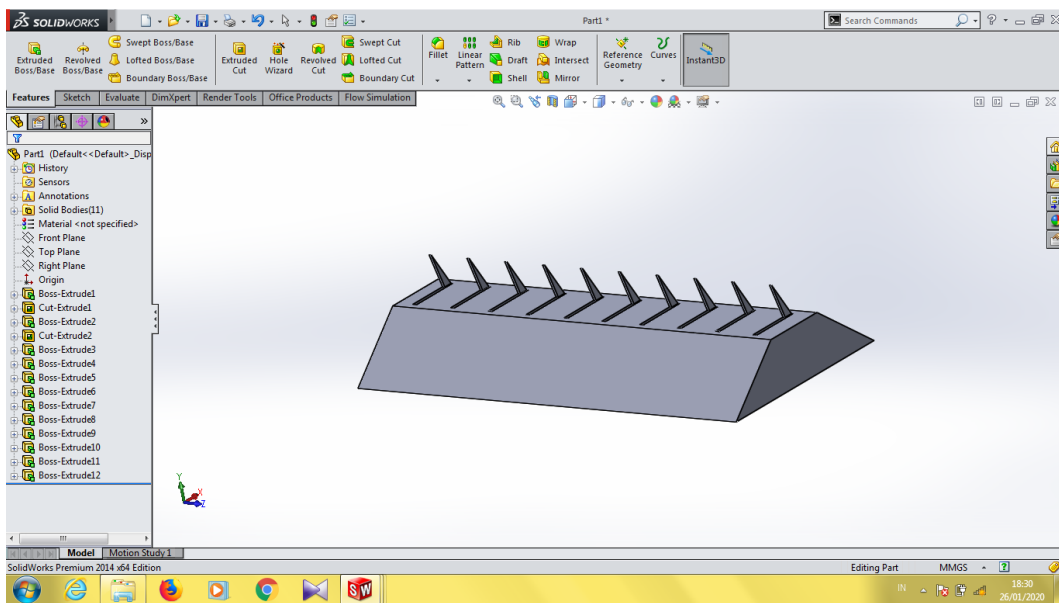 SOLIDWORKS
Part1 *
Search Commands
Extruded Boss/Base
Revolved Boss/Base
Swept Boss/Base
Lofted Boss/Base
Boundary Boss/Base
Extruded Cut
Hole Wizard
Revolved Cut
Swept Cut
Lofted Cut
Boundary Cut
Fillet
Linear Pattern
Rib
Draft
Shell
Wrap
Intersect
Mirror
Reference Geometry
Curves
Instant3D
Features
Sketch
Evaluate
DimXpert
Render Tools
Office Products
Flow Simulation
Part1 (Default<<Default>_Disp
History
Sensors
Annotations
Solid Bodies(11)
Material <not specified>
Front Plane
Top Plane
Right Plane
Origin
Boss-Extrude1
Cut-Extrude1
Boss-Extrude2
Cut-Extrude2
Boss-Extrude3
Boss-Extrude4
Boss-Extrude5
Boss-Extrude6
Boss-Extrude7
Boss-Extrude8
Boss-Extrude9
Boss-Extrude10
Boss-Extrude11
Boss-Extrude12
Y
X
Z
Model
Motion Study 1
SolidWorks Premium 2014 x64 Edition
Editing Part
MMGS
IN
18:30
26/01/2020